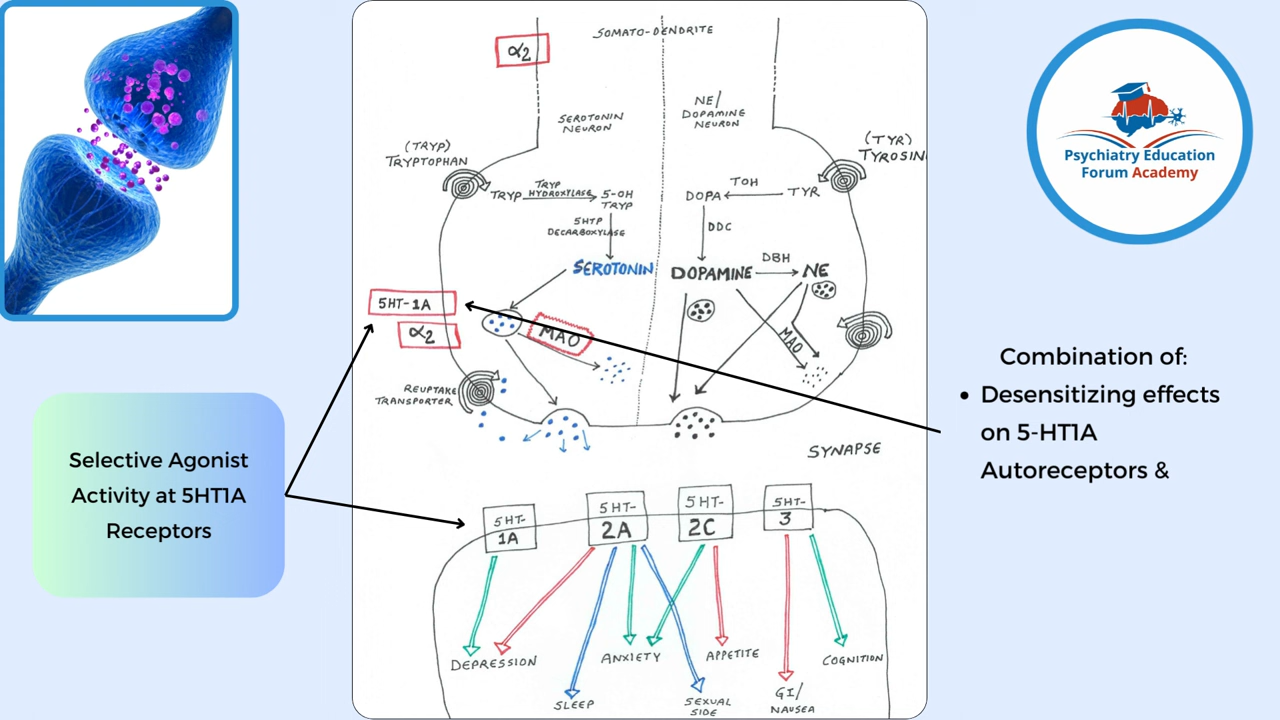 α2
SOMATO-DENDRITE
SEROTONIN
NEURON
NE/
DOPAMINE
NEURON
(TRYP)
TRYPTOPHAN
(TYR)
TYROSIN
TRYP
TRYP
HYDROXYLASE
5-OH
TRYP
DOPA
TOH
TYR
5HTP
DECARBOXYLASE
DDC
SEROTONIN
DOPAMINE
DBH
NE
5HT-1A
α2
MAO
MAO
REUPTAKE
TRANSPORTER
SYNAPSE
5HT-
1A
5HT-
2A
5HT-
2C
5HT-
3
DEPRESSION
ANXIETY
APPETITE
COGNITION
SLEEP
SEXUAL
SIDE
GI/
NAUSEA
Selective Agonist
Activity at 5HT1A
Receptors
Psychiatry Education
Forum Academy
Combination of:
• Desensitizing effects
on 5-HT1A
Autoreceptors &